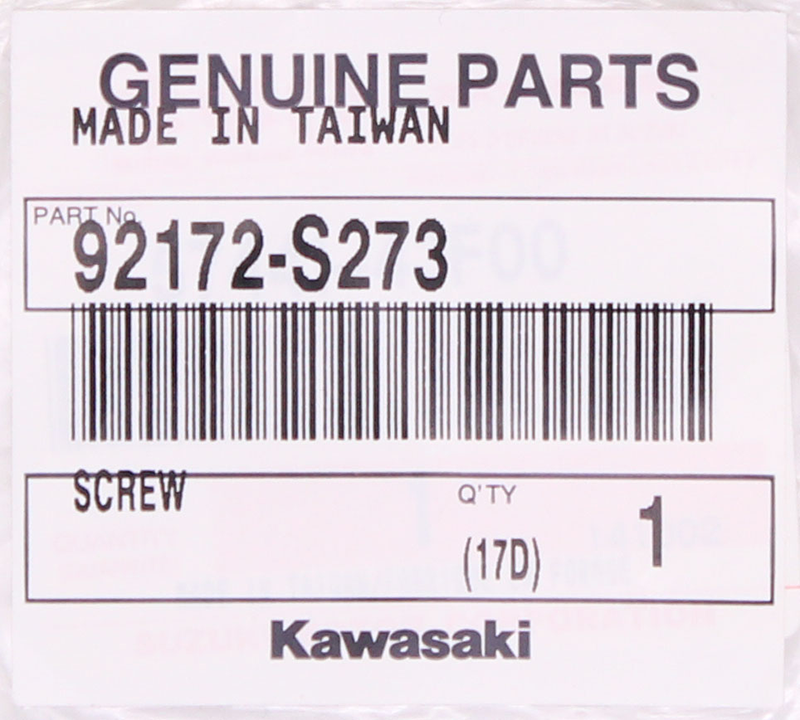 GENUINE PARTS
MADE IN TAIWAN
PART No.
92172-S273
SCREW
Q'TY
(17D)
1
Kawasaki